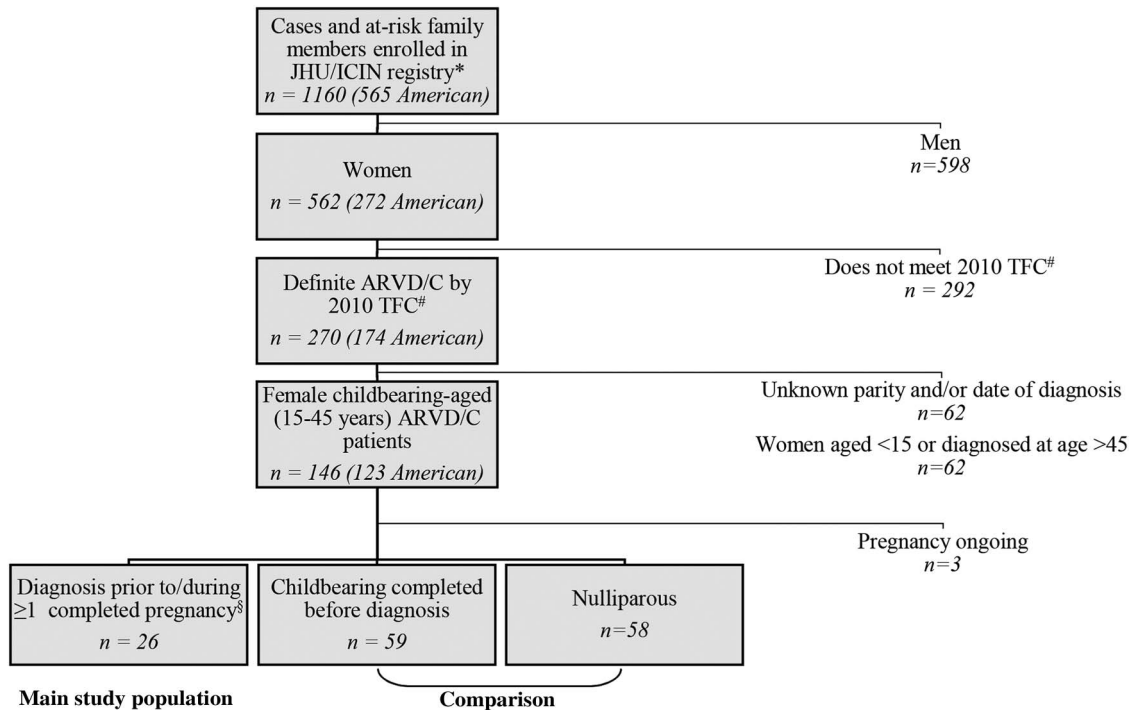 Cases and at-risk family
members enrolled in
JHU/ICIN registry*
n = 1160 (565 American)
Men
n=598
Women
n = 562 (272 American)
Does not meet 2010 TFC#
n = 292
Definite ARVD/C by
2010 TFC#
n = 270 (174 American)
Unknown parity and/or date of diagnosis
n=62
Women aged <15 or diagnosed at age >45
n=62
Female childbearing-aged
(15-45 years) ARVD/C
patients
n = 146 (123 American)
Pregnancy ongoing
n=3
Diagnosis prior to/during
≥1 completed pregnancy§
n = 26
Childbearing completed
before diagnosis
n = 59
Nulliparous
n=58
Main study population
Comparison